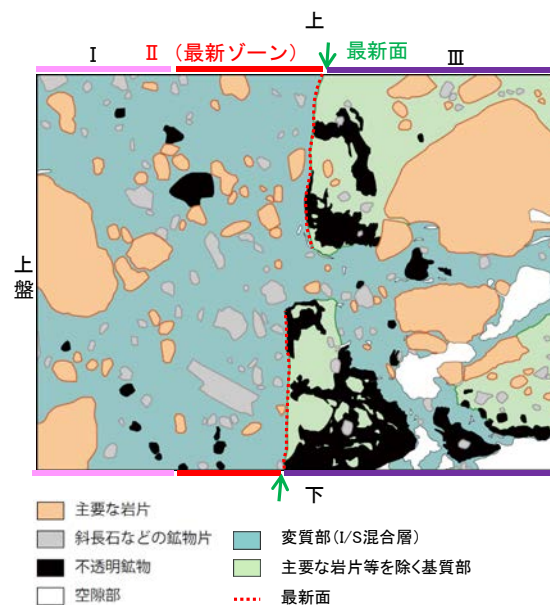 上
I II（最新ゾーン） 最新面 III
上盤
下
主要な岩片
斜長石などの鉱物片
不透明鉱物
空隙部
変質部(I/S混合層)
主要な岩片等を除く基質部
最新面